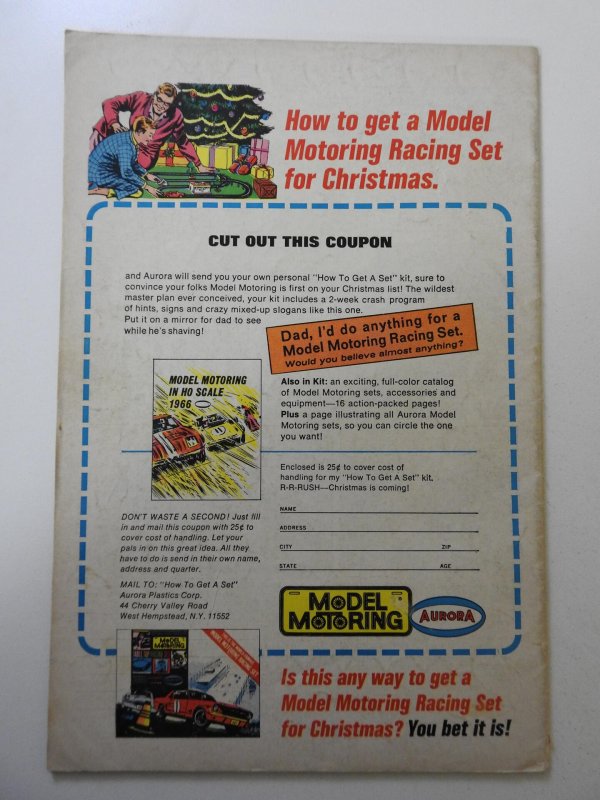 How to get a Model
Motoring Racing Set
for Christmas.
CUT OUT THIS COUPON
and Aurora will send you your own personal "How To Get A Set" kit, sure to
convince your folks Model Motoring is first on your Christmas list! The wildest
master plan ever conceived, your kit includes a 2-week crash program
of hints, signs and crazy mixed-up slogans like this one.
Put it on a mirror for dad to see
while he's shaving!
Dad, I'd do anything for a
Model Motoring Racing Set.
Would you believe almost anything?
MODEL MOTORING
IN HO SCALE
1966
Also in Kit: an exciting, full-color catalog
of Model Motoring sets, accessories and
equipment—16 action-packed pages!
Plus a page illustrating all Aurora Model
Motoring sets, so you can circle the one
you want!
Enclosed is 25¢ to cover cost of
handling for my "How To Get A Set" kit.
R-R-RUSH—Christmas is coming!
NAME
ADDRESS
CITY ZIP
STATE AGE
DON'T WASTE A SECOND! Just fill
in and mail this coupon with 25¢ to
cover cost of handling. Let your
pals in on this great idea. All they
have to do is send in their own name,
address and quarter.
MAIL TO: "How To Get A Set"
Aurora Plastics Corp.
44 Cherry Valley Road
West Hempstead, N.Y. 11552
MODEL
MOTORING
AURORA
MODEL
MOTORING
Is this any way to get a
Model Motoring Racing Set
for Christmas? You bet it is!